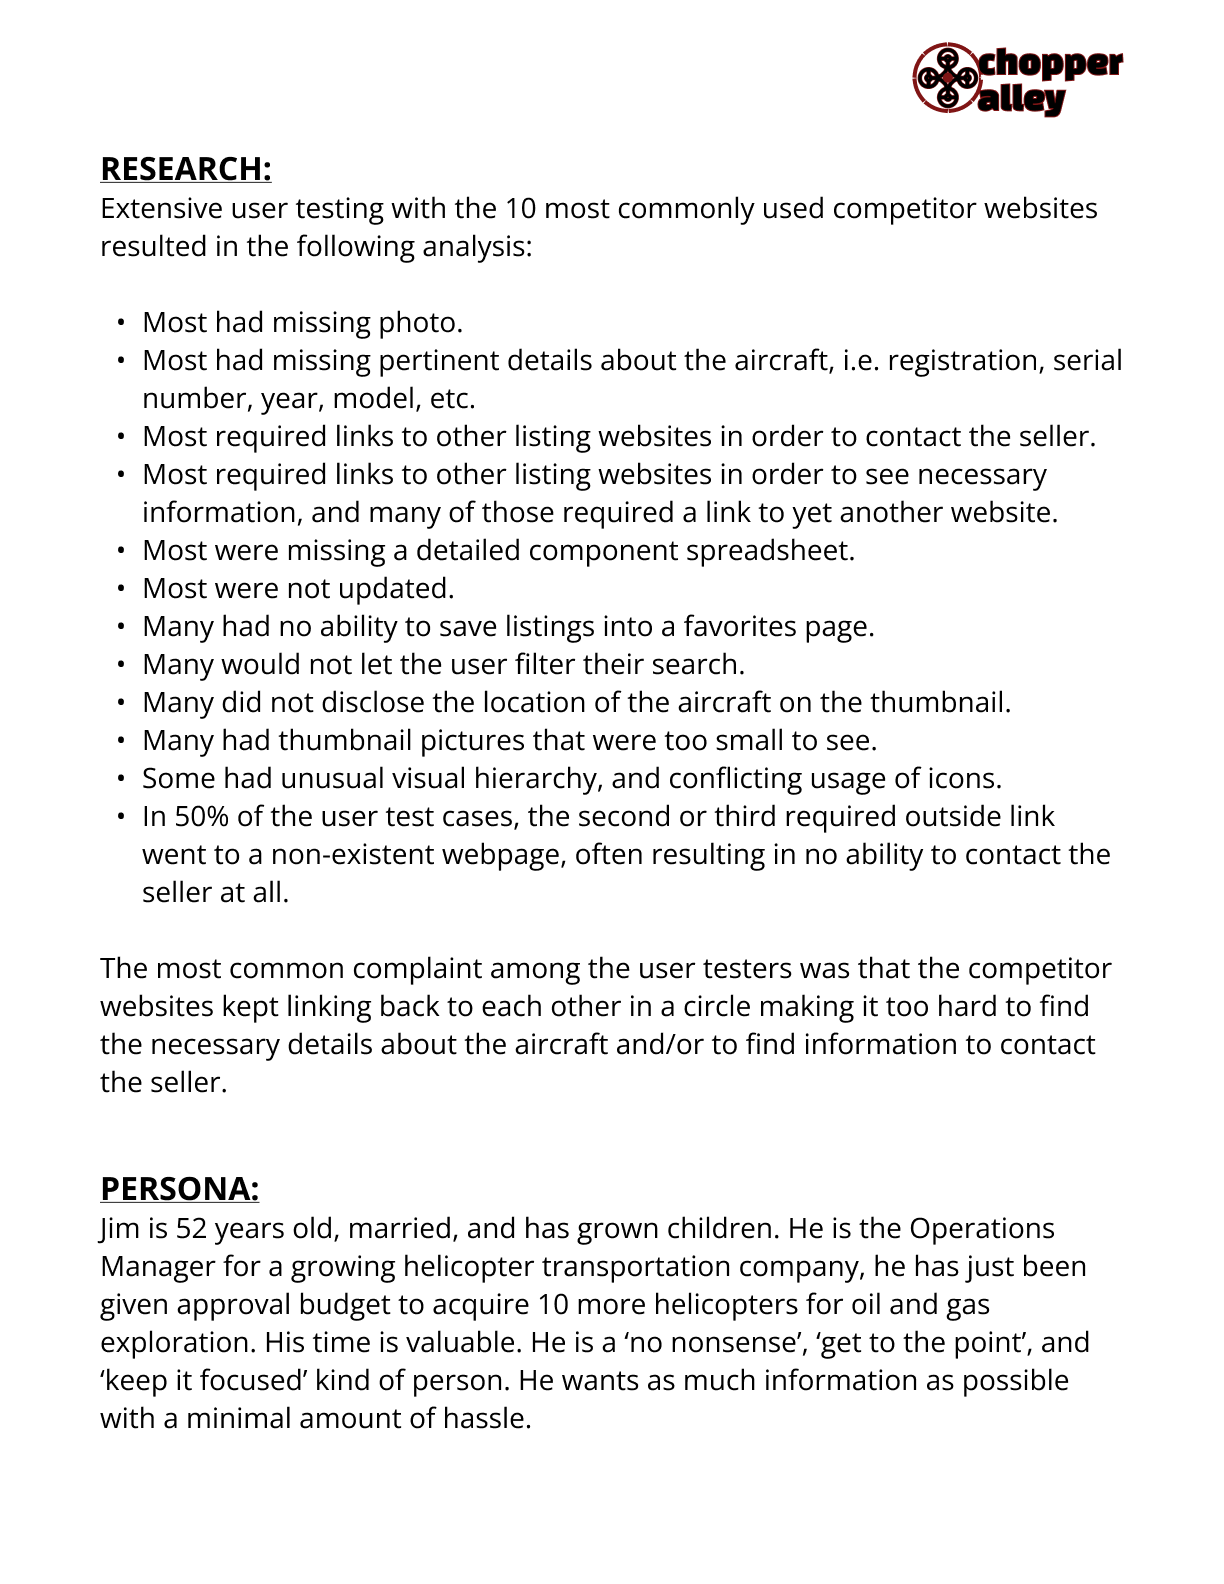 chopper
alley
RESEARCH:
Extensive user testing with the 10 most commonly used competitor websites
resulted in the following analysis:
• Most had missing photo.
• Most had missing pertinent details about the aircraft, i.e. registration, serial
number, year, model, etc.
• Most required links to other listing websites in order to contact the seller.
• Most required links to other listing websites in order to see necessary
information, and many of those required a link to yet another website.
• Most were missing a detailed component spreadsheet.
• Most were not updated.
• Many had no ability to save listings into a favorites page.
• Many would not let the user filter their search.
• Many did not disclose the location of the aircraft on the thumbnail.
• Many had thumbnail pictures that were too small to see.
• Some had unusual visual hierarchy, and conflicting usage of icons.
• In 50% of the user test cases, the second or third required outside link
went to a non-existent webpage, often resulting in no ability to contact the
seller at all.
The most common complaint among the user testers was that the competitor
websites kept linking back to each other in a circle making it too hard to find
the necessary details about the aircraft and/or to find information to contact
the seller.
PERSONA:
Jim is 52 years old, married, and has grown children. He is the Operations
Manager for a growing helicopter transportation company, he has just been
given approval budget to acquire 10 more helicopters for oil and gas
exploration. His time is valuable. He is a ‘no nonsense’, ‘get to the point’, and
‘keep it focused’ kind of person. He wants as much information as possible
with a minimal amount of hassle.